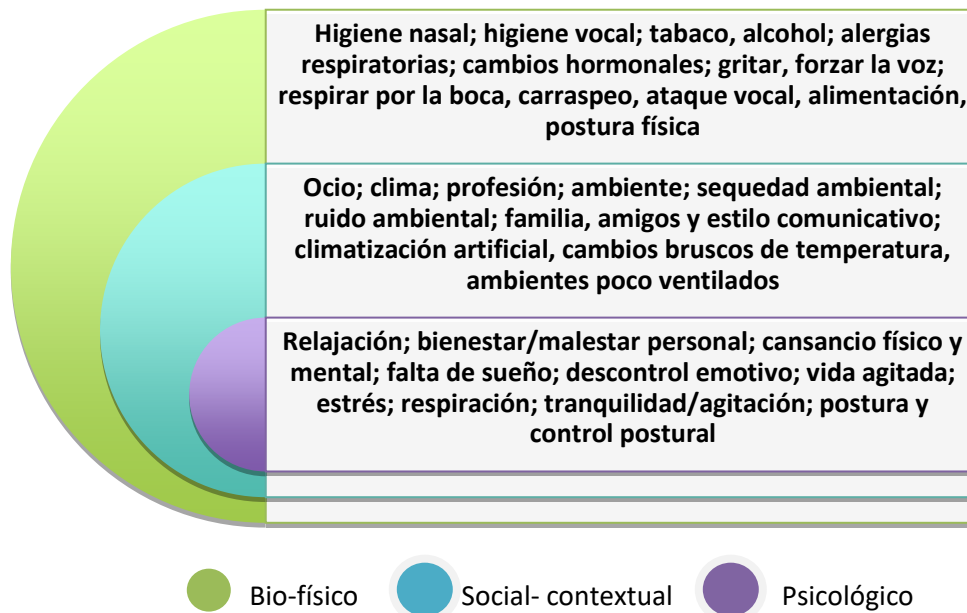 Higiene nasal; higiene vocal; tabaco, alcohol; alergias
respiratorias; cambios hormonales; gritar, forzar la voz;
respirar por la boca, carraspeo, ataque vocal, alimentación,
postura física
Ocio; clima; profesión; ambiente; sequedad ambiental;
ruido ambiental; familia, amigos y estilo comunicativo;
climatización artificial, cambios bruscos de temperatura,
ambientes poco ventilados
Relajación; bienestar/malestar personal; cansancio físico y
mental; falta de sueño; descontrol emotivo; vida agitada;
estrés; respiración; tranquilidad/agitación; postura y
control postural
Bio-físico Social- contextual Psicológico